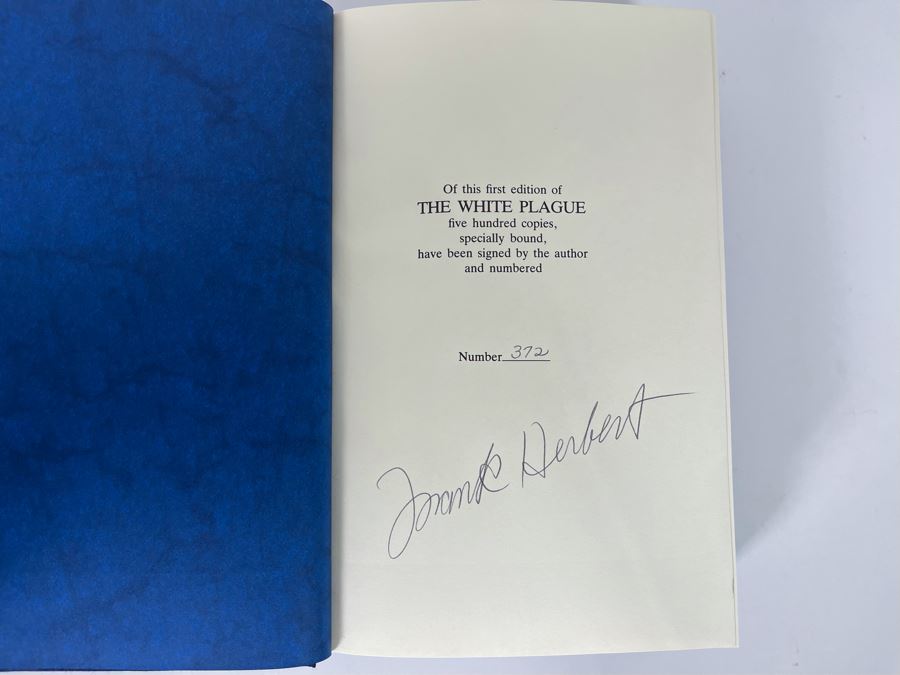 Of this first edition of
THE WHITE PLAGUE
five hundred copies,
specially bound,
have been signed by the author
and numbered
Number 372
Frank Herbert